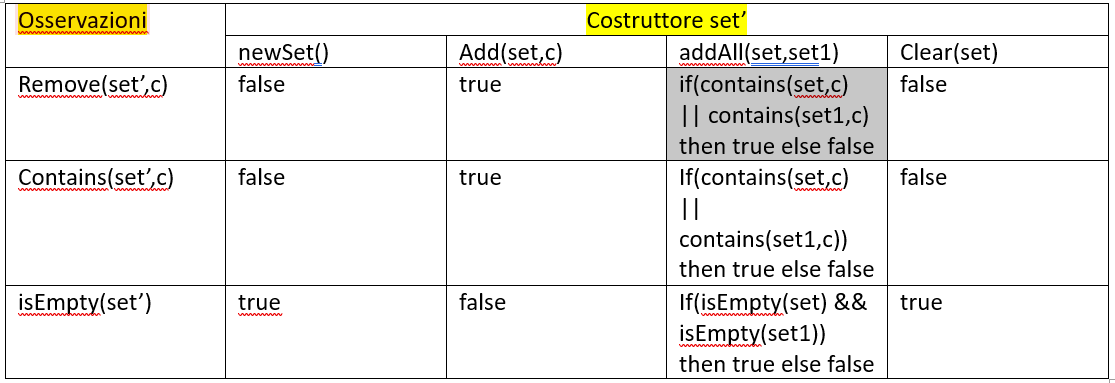 Osservazioni
Costruttore set’
newSet()
Add(set,c)
addAll(set,set1)
Clear(set)
Remove(set’,c)
false
true
if(contains(set,c)
|| contains(set1,c)
then true else false
false
Contains(set’,c)
false
true
If(contains(set,c)
||
contains(set1,c))
then true else false
false
isEmpty(set’)
true
false
If(isEmpty(set) &&
isEmpty(set1))
then true else false
true